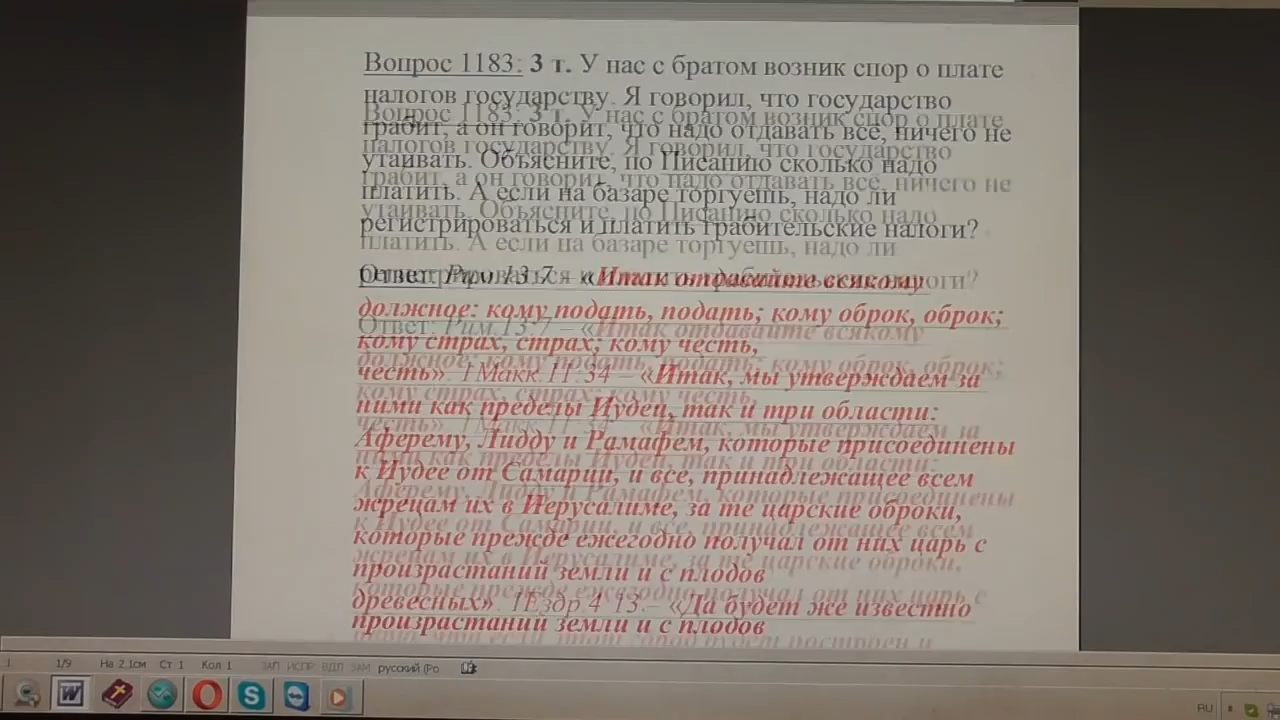 Вопрос 1183: 3 т. У нас с братом возник спор о плате
налогов государству. Я говорил, что государство
грабит, а он говорит, что надо отдавать всё, ничего не
утаивать. Объясните, по Писанию сколько надо
платить. А если на базаре торгуешь, надо ли
регистрироваться и платить грабительские налоги?
Ответ: Рим.13:7 – «Итак отдавайте всякому
должное: кому подать, подать; кому оброк, оброк;
кому страх, страх; кому честь,
честь». 1Макк.11:34 – «Итак, мы утверждаем за
ними как пределы Иудеи, так и три области:
Аферему, Лидду и Рамафем, которые присоединены
к Иудее от Самарии, и все, принадлежащее всем
жрецам их в Иерусалиме, за те царские оброки,
которые прежде ежегодно получал от них царь с
произрастаний земли и с плодов
древесных». 1Ездр.4:13.– «Да будет же известно
произрастаний земли и с плодов
1 1/9 На 2,1см Ст 1 Кол 1 ЗАП ИСПР ВДЛ ЗАМ русский (Ро
RU